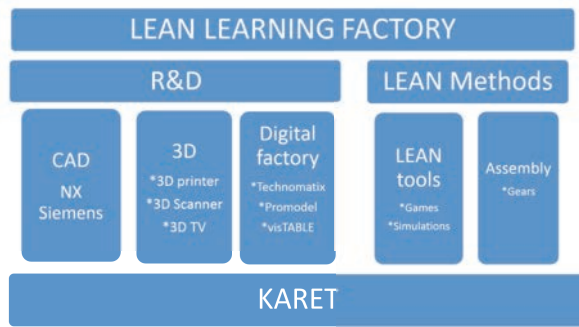 LEAN LEARNING FACTORY
R&D
LEAN Methods
CAD
NX
Siemens
3D
*3D printer
*3D Scanner
*3D TV
Digital
factory
*Technomatix
*Promodel
*visTABLE
LEAN
tools
*Games
*Simulations
Assembly
*Gears
KARET